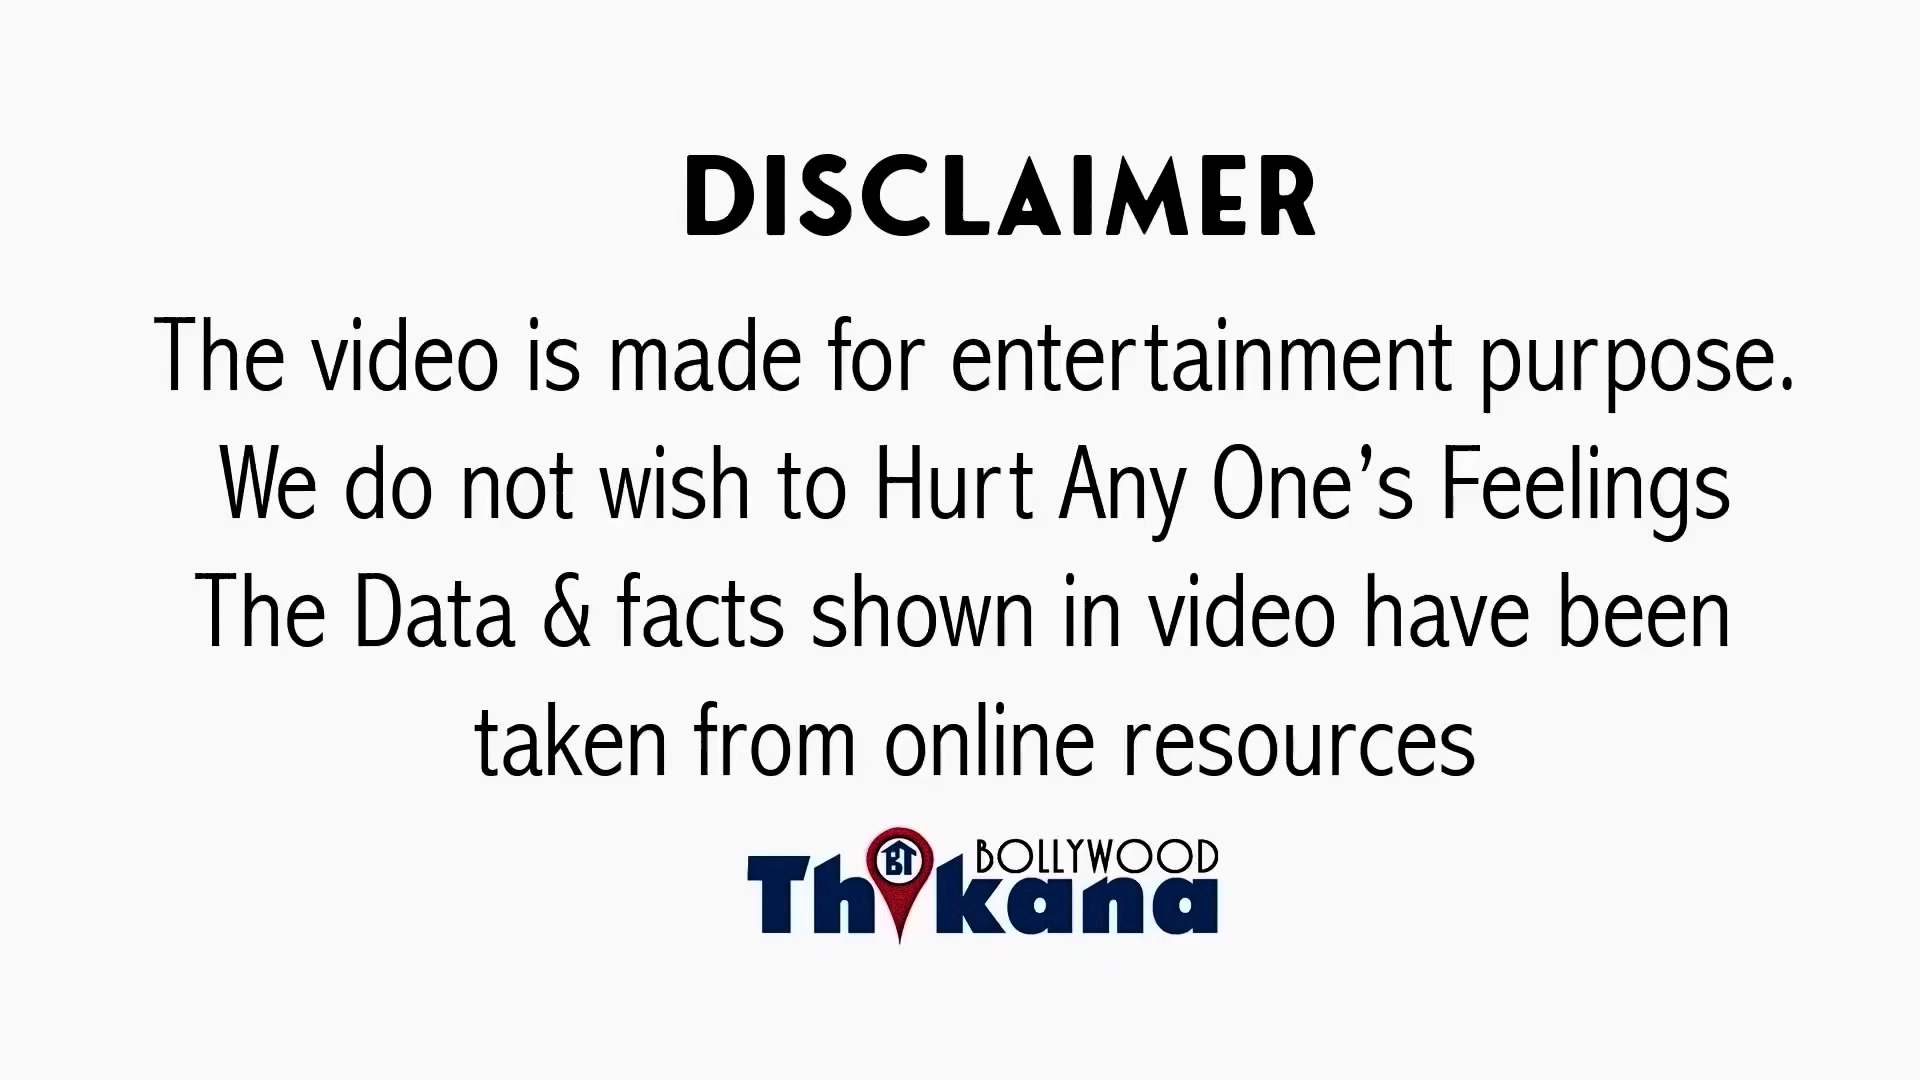 DISCLAIMER
The video is made for entertainment purpose.
We do not wish to Hurt Any One’s Feelings
The Data & facts shown in video have been
taken from online resources
BT
BOLLYWOOD
Thikana